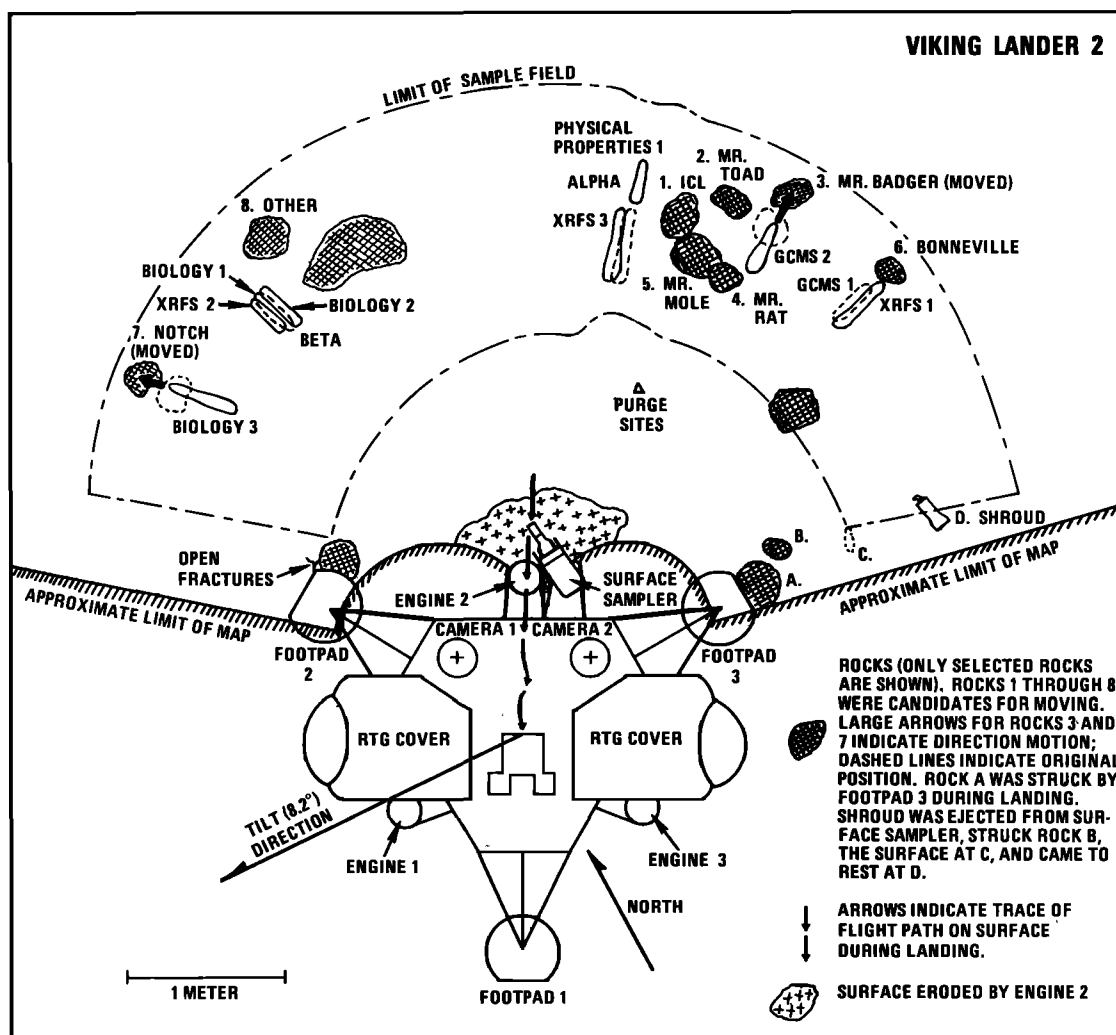 VIKING LANDER 2
LIMIT OF SAMPLE FIELD
PHYSICAL
PROPERTIES 1
2. MR.
TOAD
ALPHA
1. ICL
3. MR. BADGER (MOVED)
8. OTHER
XRFS 3
6. BONNEVILLE
GCMS 2
BIOLOGY 1
GCMS 1
5. MR.
MOLE
4. MR.
RAT
XRFS 2
BIOLOGY 2
XRFS 1
7. NOTCH
(MOVED)
BETA
BIOLOGY 3
PURGE
SITES
D. SHROUD
B.
C.
OPEN
FRACTURES
A.
ENGINE 2
SURFACE
SAMPLER
APPROXIMATE LIMIT OF MAP
APPROXIMATE LIMIT OF MAP
CAMERA 1
CAMERA 2
FOOTPAD
2
FOOTPAD
3
RTG COVER
RTG COVER
ROCKS (ONLY SELECTED ROCKS
ARE SHOWN). ROCKS 1 THROUGH 8
WERE CANDIDATES FOR MOVING.
LARGE ARROWS FOR ROCKS 3 AND
7 INDICATE DIRECTION MOTION;
DASHED LINES INDICATE ORIGINAL
POSITION. ROCK A WAS STRUCK BY
FOOTPAD 3 DURING LANDING.
SHROUD WAS EJECTED FROM SUR-
FACE SAMPLER, STRUCK ROCK B,
THE SURFACE AT C, AND CAME TO
REST AT D.
TILT (8.2°)
DIRECTION
ENGINE 1
ENGINE 3
NORTH
ARROWS INDICATE TRACE OF
FLIGHT PATH ON SURFACE
DURING LANDING.
1 METER
FOOTPAD 1
SURFACE ERODED BY ENGINE 2